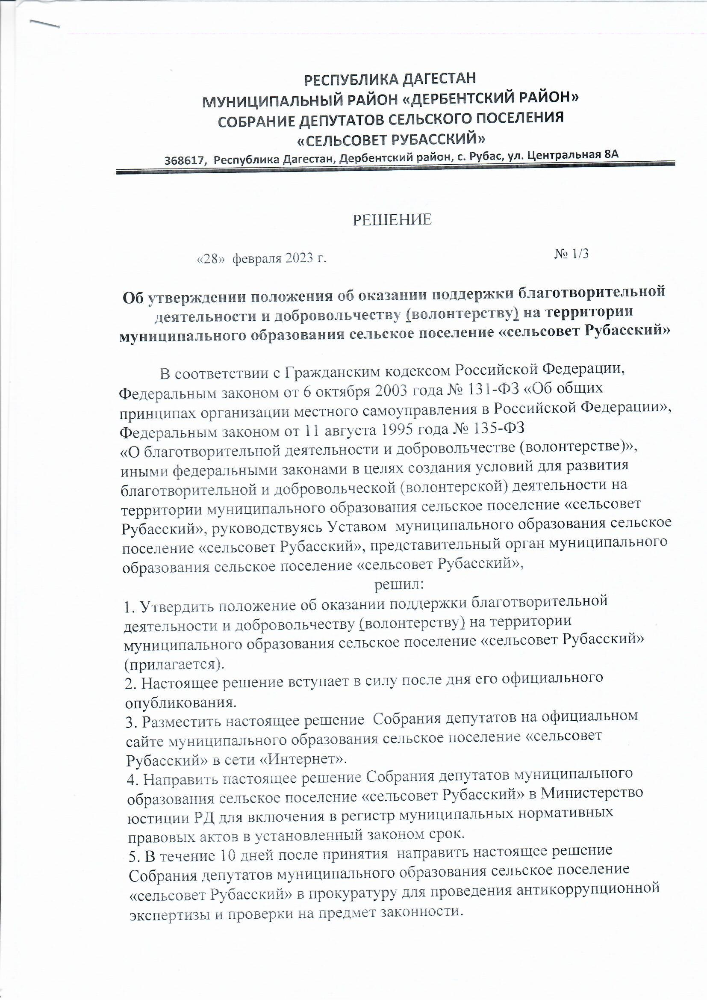 РЕСПУБЛИКА ДАГЕСТАН
МУНИЦИПАЛЬНЫЙ РАЙОН «ДЕРБЕНТСКИЙ РАЙОН»
СОБРАНИЕ ДЕПУТАТОВ СЕЛЬСКОГО ПОСЕЛЕНИЯ
«СЕЛЬСОВЕТ РУБАССКИЙ»
368617, Республика Дагестан, Дербентский район, с. Рубас, ул. Центральная 8А
РЕШЕНИЕ
«28» февраля 2023 г. № 1/3
Об утверждении положения об оказании поддержки благотворительной
деятельности и добровольчеству (волонтерству) на территории
муниципального образования сельское поселение «сельсовет Рубасский»
В соответствии с Гражданским кодексом Российской Федерации,
Федеральным законом от 6 октября 2003 года № 131-ФЗ «Об общих
принципах организации местного самоуправления в Российской Федерации»,
Федеральным законом от 11 августа 1995 года № 135-ФЗ
«О благотворительной деятельности и добровольчестве (волонтерстве)»,
иными федеральными законами в целях создания условий для развития
благотворительной и добровольческой (волонтерской) деятельности на
территории муниципального образования сельское поселение «сельсовет
Рубасский», руководствуясь Уставом муниципального образования сельское
поселение «сельсовет Рубасский», представительный орган муниципального
образования сельское поселение «сельсовет Рубасский»,
решил:
1. Утвердить положение об оказании поддержки благотворительной
деятельности и добровольчеству (волонтерству) на территории
муниципального образования сельское поселение «сельсовет Рубасский»
(прилагается).
2. Настоящее решение вступает в силу после дня его официального
опубликования.
3. Разместить настоящее решение Собрания депутатов на официальном
сайте муниципального образования сельское поселение «сельсовет
Рубасский» в сети «Интернет».
4. Направить настоящее решение Собрания депутатов муниципального
образования сельское поселение «сельсовет Рубасский» в Министерство
юстиции РД для включения в регистр муниципальных нормативных
правовых актов в установленный законом срок.
5. В течение 10 дней после принятия направить настоящее решение
Собрания депутатов муниципального образования сельское поселение
«сельсовет Рубасский» в прокуратуру для проведения антикоррупционной
экспертизы и проверки на предмет законности.